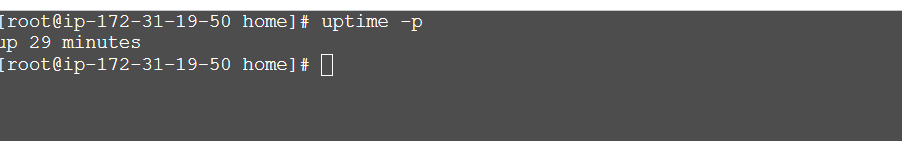 [root@ip-172-31-19-50 home]# uptime -p
up 29 minutes
[root@ip-172-31-19-50 home]#